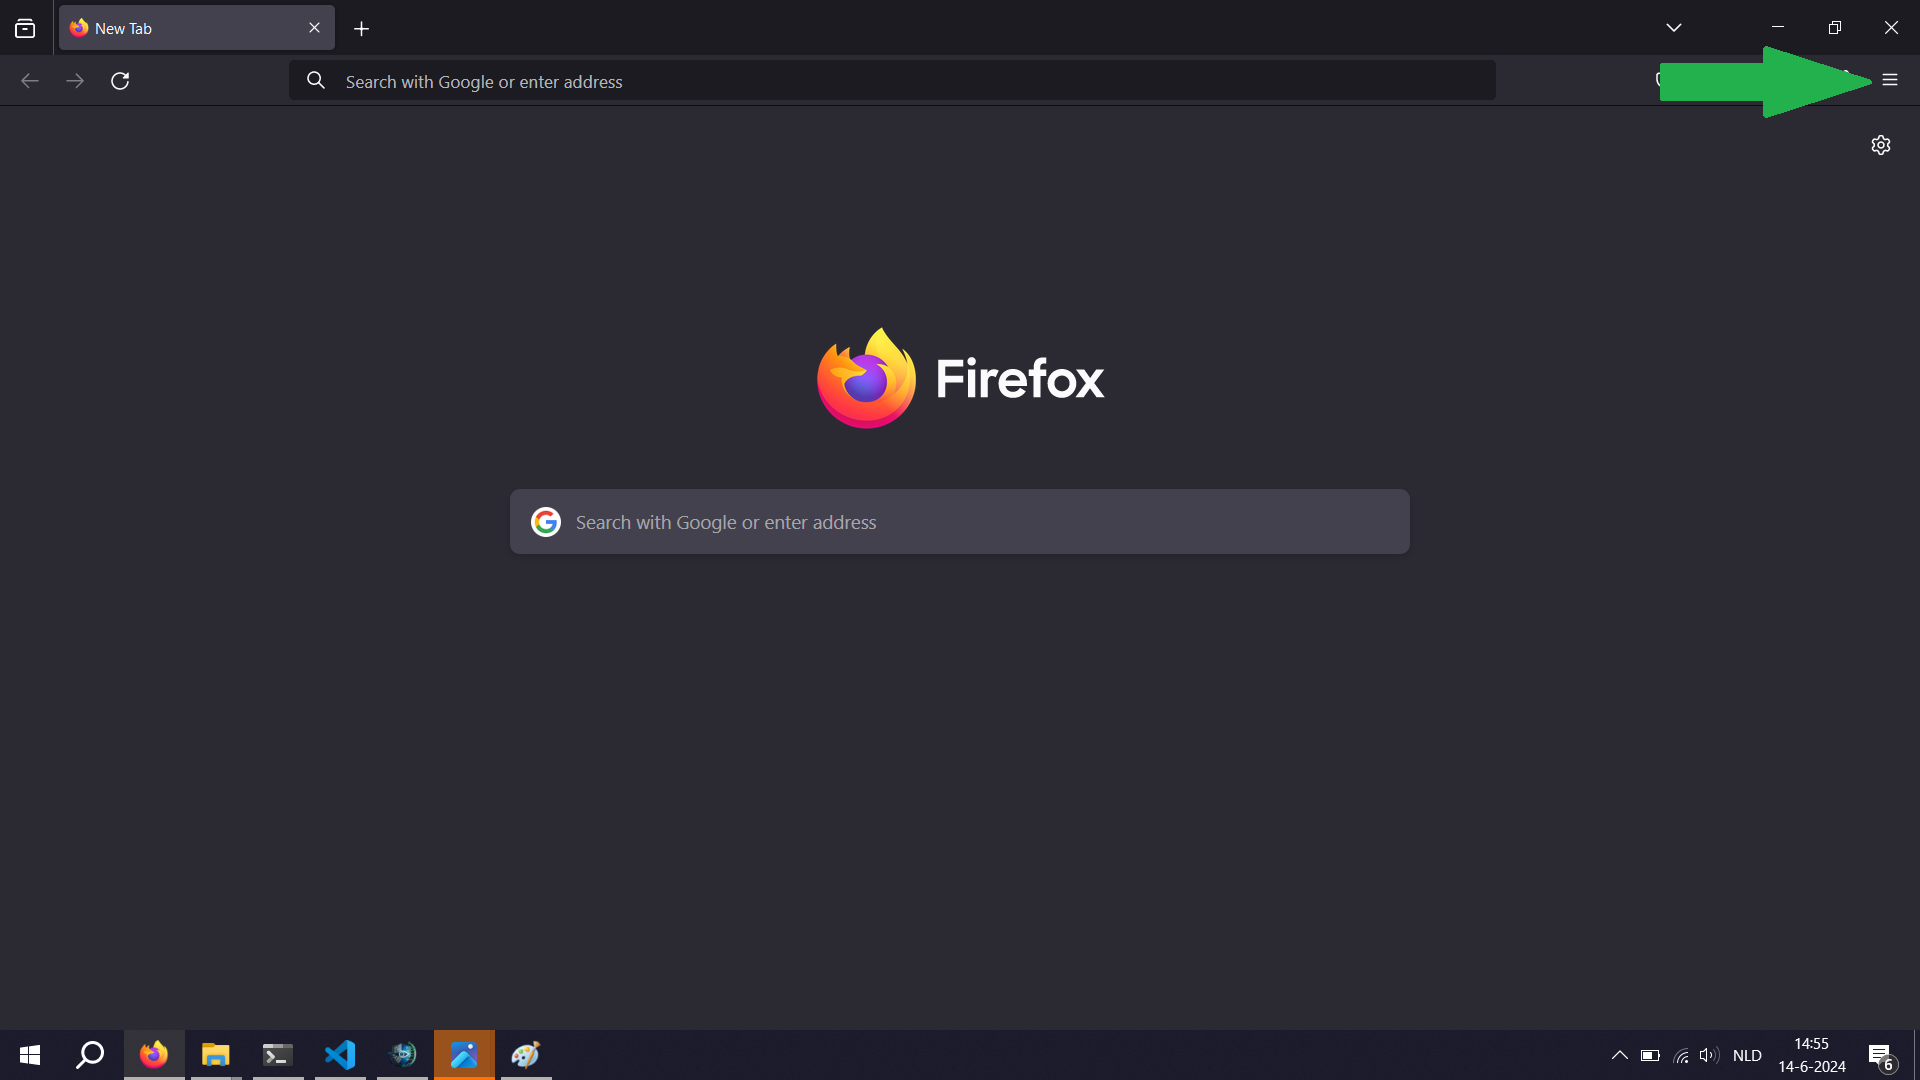 New Tab
Search with Google or enter address
Firefox
Search with Google or enter address
NLD
14:55
14-6-2024
6